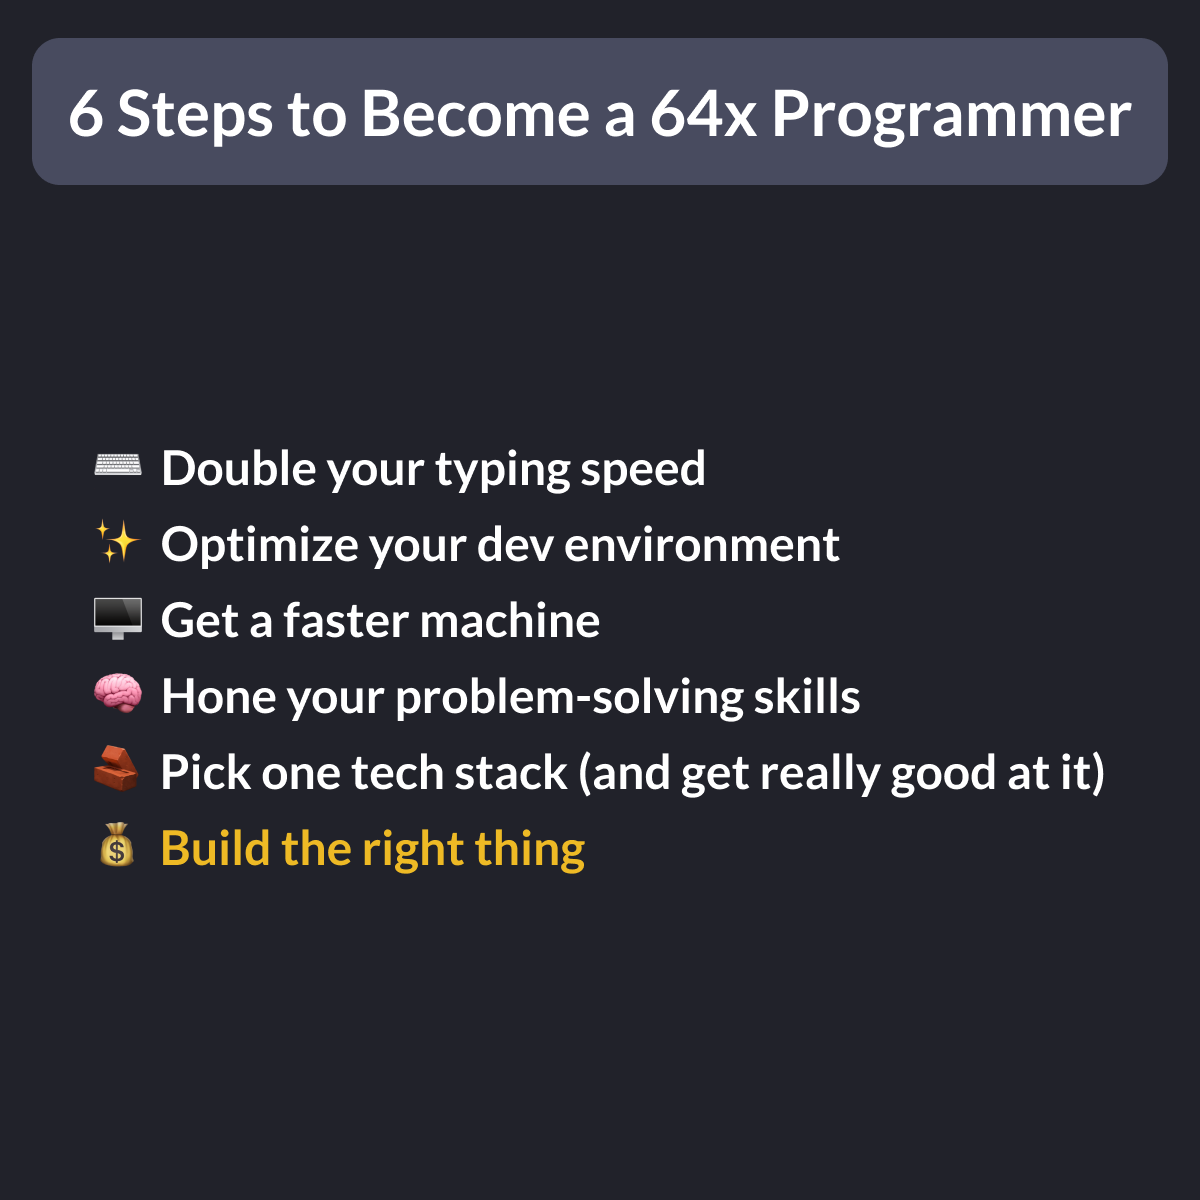 6 Steps to Become a 64x Programmer
Double your typing speed
Optimize your dev environment
Get a faster machine
Hone your problem-solving skills
Pick one tech stack (and get really good at it)
Build the right thing